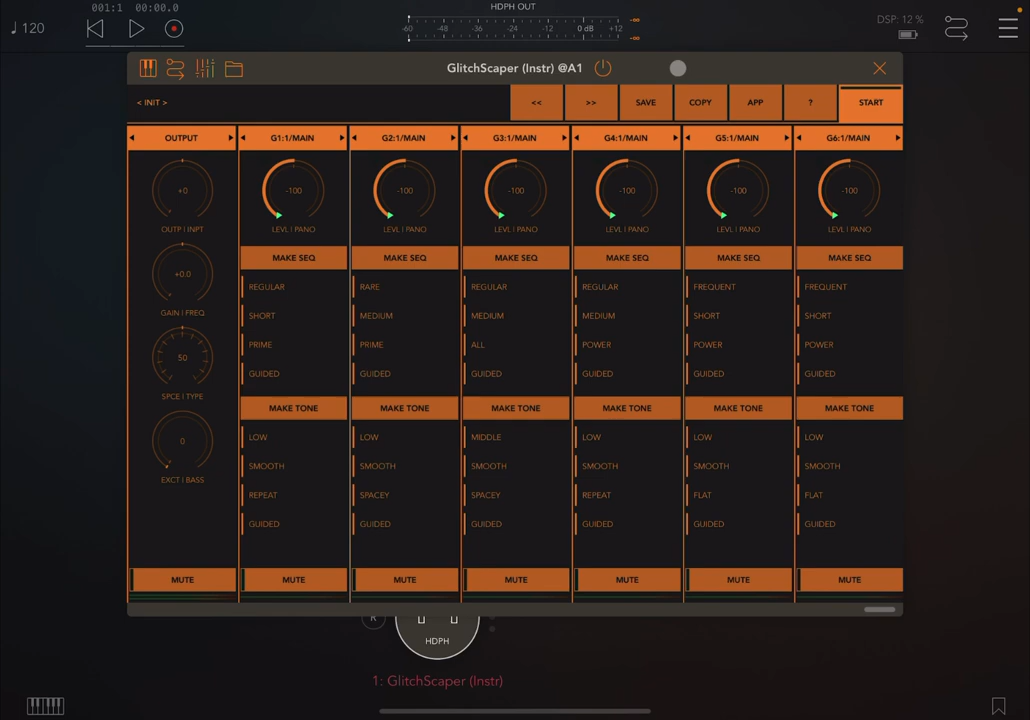 001:1 00:00.0
♩ 120
HDPH OUT
-60 -48 -36 -24 -12 0 dB +12
-∞
-∞
DSP: 12 %
GlitchScaper (Instr) @A1
< INIT > << >> SAVE COPY APP ? START
OUTPUT G1:1/MAIN G2:1/MAIN G3:1/MAIN G4:1/MAIN G5:1/MAIN G6:1/MAIN
+0 -100 -100 -100 -100 -100 -100
OUTP | INPT LEVL | PANO LEVL | PANO LEVL | PANO LEVL | PANO LEVL | PANO LEVL | PANO
MAKE SEQ MAKE SEQ MAKE SEQ MAKE SEQ MAKE SEQ MAKE SEQ
+0.0
REGULAR RARE REGULAR REGULAR FREQUENT FREQUENT
GAIN | FREQ
SHORT MEDIUM MEDIUM MEDIUM SHORT SHORT
PRIME PRIME ALL POWER POWER POWER
50
GUIDED GUIDED GUIDED GUIDED GUIDED GUIDED
SPCE | TYPE
MAKE TONE MAKE TONE MAKE TONE MAKE TONE MAKE TONE MAKE TONE
LOW LOW MIDDLE LOW LOW LOW
0
SMOOTH SMOOTH SMOOTH SMOOTH SMOOTH SMOOTH
EXCT | BASS
REPEAT SPACEY SPACEY REPEAT FLAT FLAT
GUIDED GUIDED GUIDED GUIDED GUIDED GUIDED
MUTE MUTE MUTE MUTE MUTE MUTE MUTE
R
HDPH
1: GlitchScaper (Instr)